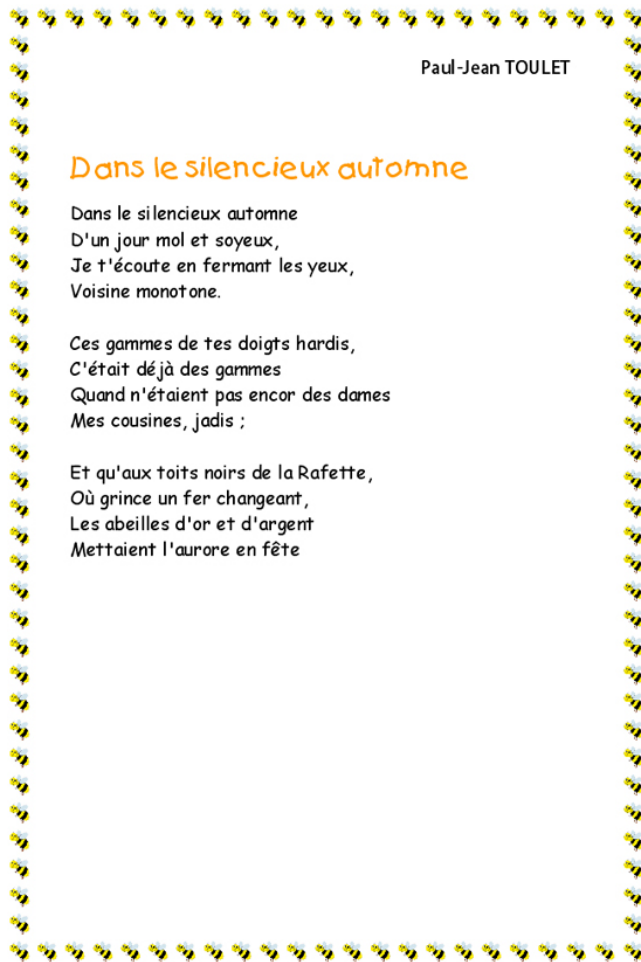 Paul-Jean TOULET
Dans le silencieux automne
Dans le silencieux automne
D'un jour mol et soyeux,
Je t'écoute en fermant les yeux,
Voisine monotone.
Ces gammes de tes doigts hardis,
C'était déjà des gammes
Quand n'étaient pas encor des dames
Mes cousines, jadis ;
Et qu'aux toits noirs de la Rafette,
Où grince un fer changeant,
Les abeilles d'or et d'argent
Mettaient l'aurore en fête